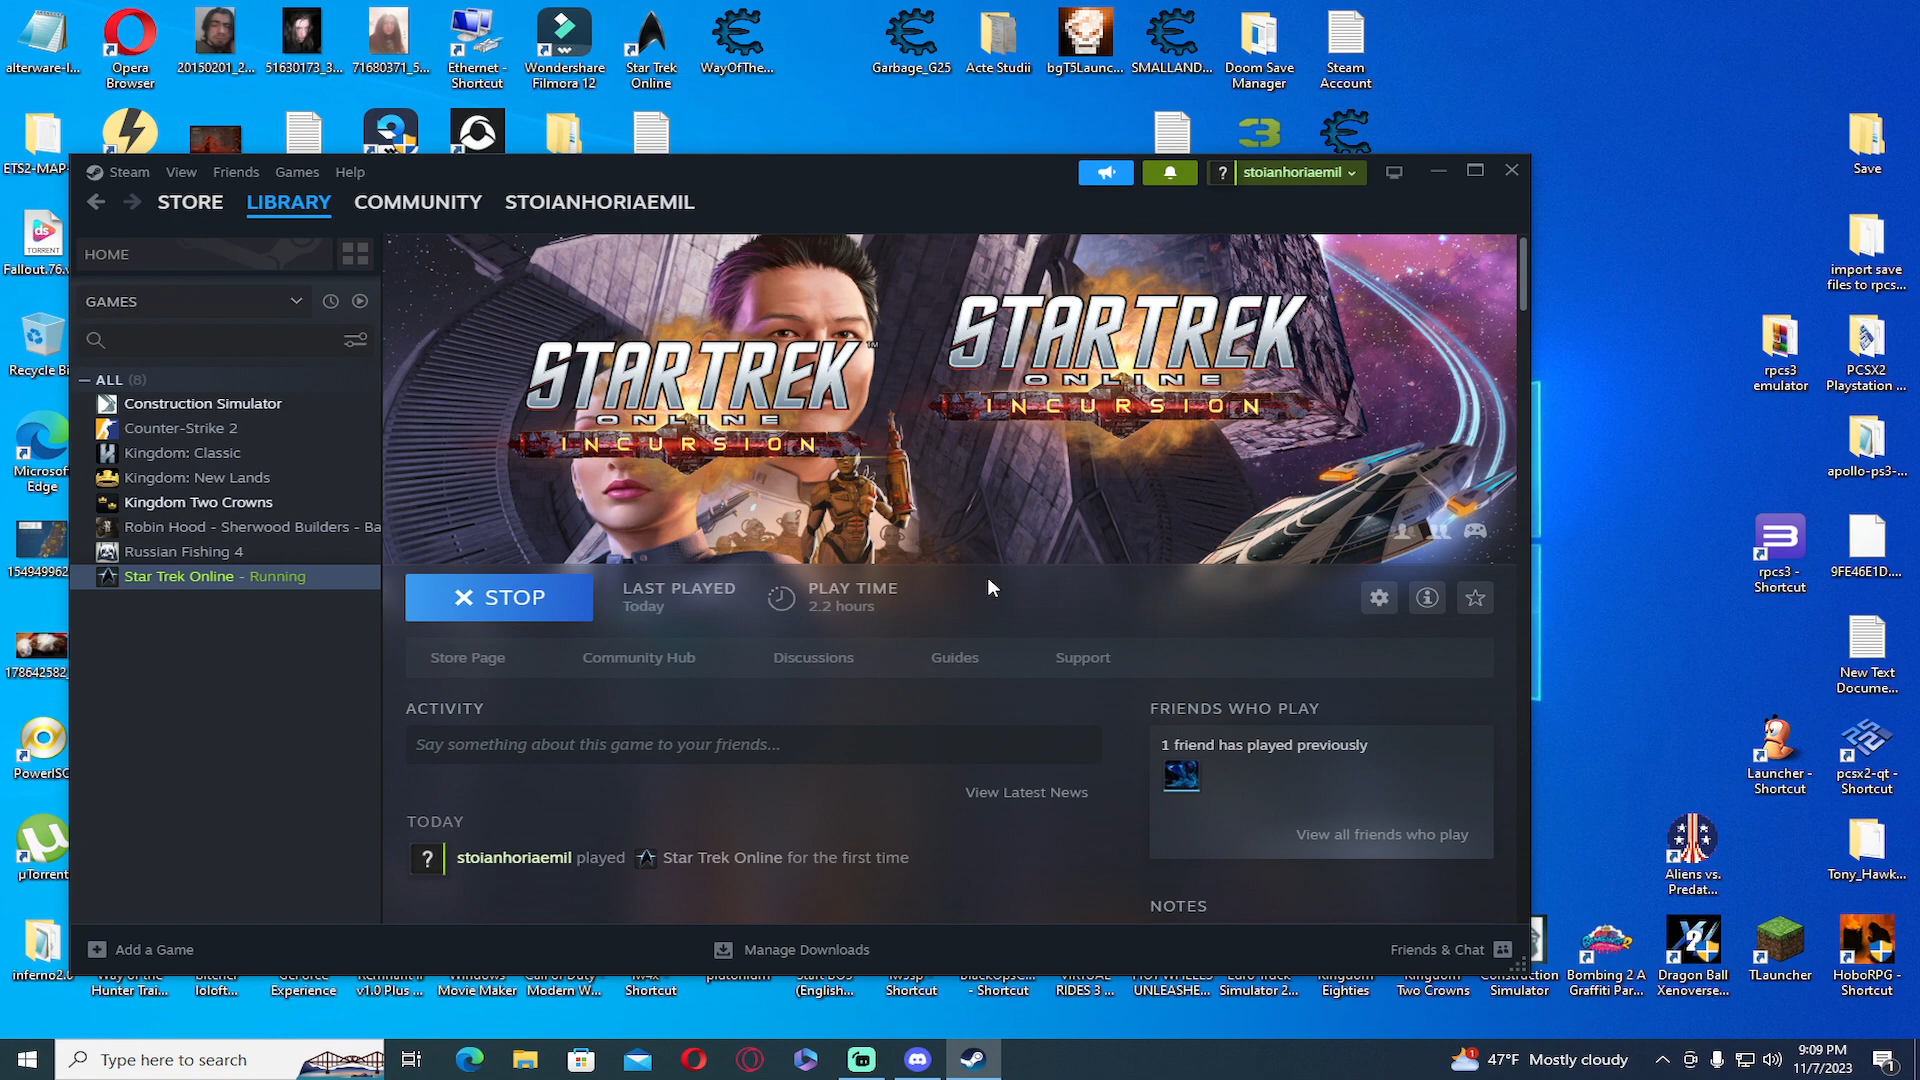 alterware-l...
Opera
Browser
20150201_2...
51630173_3...
71680371_5...
Ethernet -
Shortcut
Wondershare
Filmora 12
Star Trek
Online
WayOfThe...
Garbage_G25
Acte Studii
bgT5Launc...
SMALLAND...
Doom Save
Manager
Steam
Account
ETS2-MAP-
Save
Steam
View
Friends
Games
Help
stoianhoriaemil
STORE
LIBRARY
COMMUNITY
STOIANHORIAEMIL
TORRENT
Fallout.76.v
import save
files to rpcs...
HOME
GAMES
Recycle Bi
rpcs3
emulator
PCSX2
Playstation ...
ALL (8)
Construction Simulator
Counter-Strike 2
Kingdom: Classic
Kingdom: New Lands
Kingdom Two Crowns
Robin Hood - Sherwood Builders - Ba
Russian Fishing 4
Star Trek Online - Running
STAR TREK
ONLINE
INCURSION
STAR TREK
ONLINE
INCURSION
Microsof
Edge
apollo-ps3-...
154949962
rpcs3 -
Shortcut
9FE46E1D....
STOP
LAST PLAYED
Today
PLAY TIME
2.2 hours
Store Page
Community Hub
Discussions
Guides
Support
178642582_
New Text
Docume...
ACTIVITY
Say something about this game to your friends...
View Latest News
FRIENDS WHO PLAY
1 friend has played previously
View all friends who play
PowerISO
Launcher -
Shortcut
pcsx2-qt -
Shortcut
TODAY
stoianhoriaemil played Star Trek Online for the first time
NOTES
µTorrent
Aliens vs.
Predat...
Tony_Hawk...
Add a Game
Manage Downloads
Friends & Chat
inferno2.0
Hunter Trai...
loloft...
Experience
v1.0 Plus ...
Movie Maker
Modern W...
Shortcut
(English...
Shortcut
- Shortcut
RIDES 3 ...
UNLEASHE...
Simulator 2...
Eighties
Two Crowns
Construction
Simulator
Bombing 2 A
Graffiti Par...
Dragon Ball
Xenoverse...
TLauncher
HoboRPG -
Shortcut
Type here to search
47°F Mostly cloudy
9:09 PM
11/7/2023